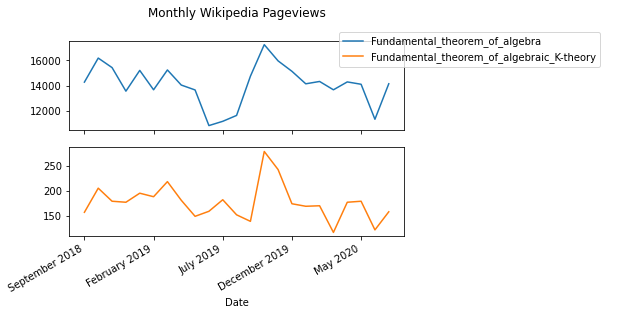 Monthly Wikipedia Pageviews
Fundamental_theorem_of_algebra
Fundamental_theorem_of_algebraic_K-theory
16000
14000
12000
250
200
150
September 2018
February 2019
July 2019
December 2019
May 2020
Date